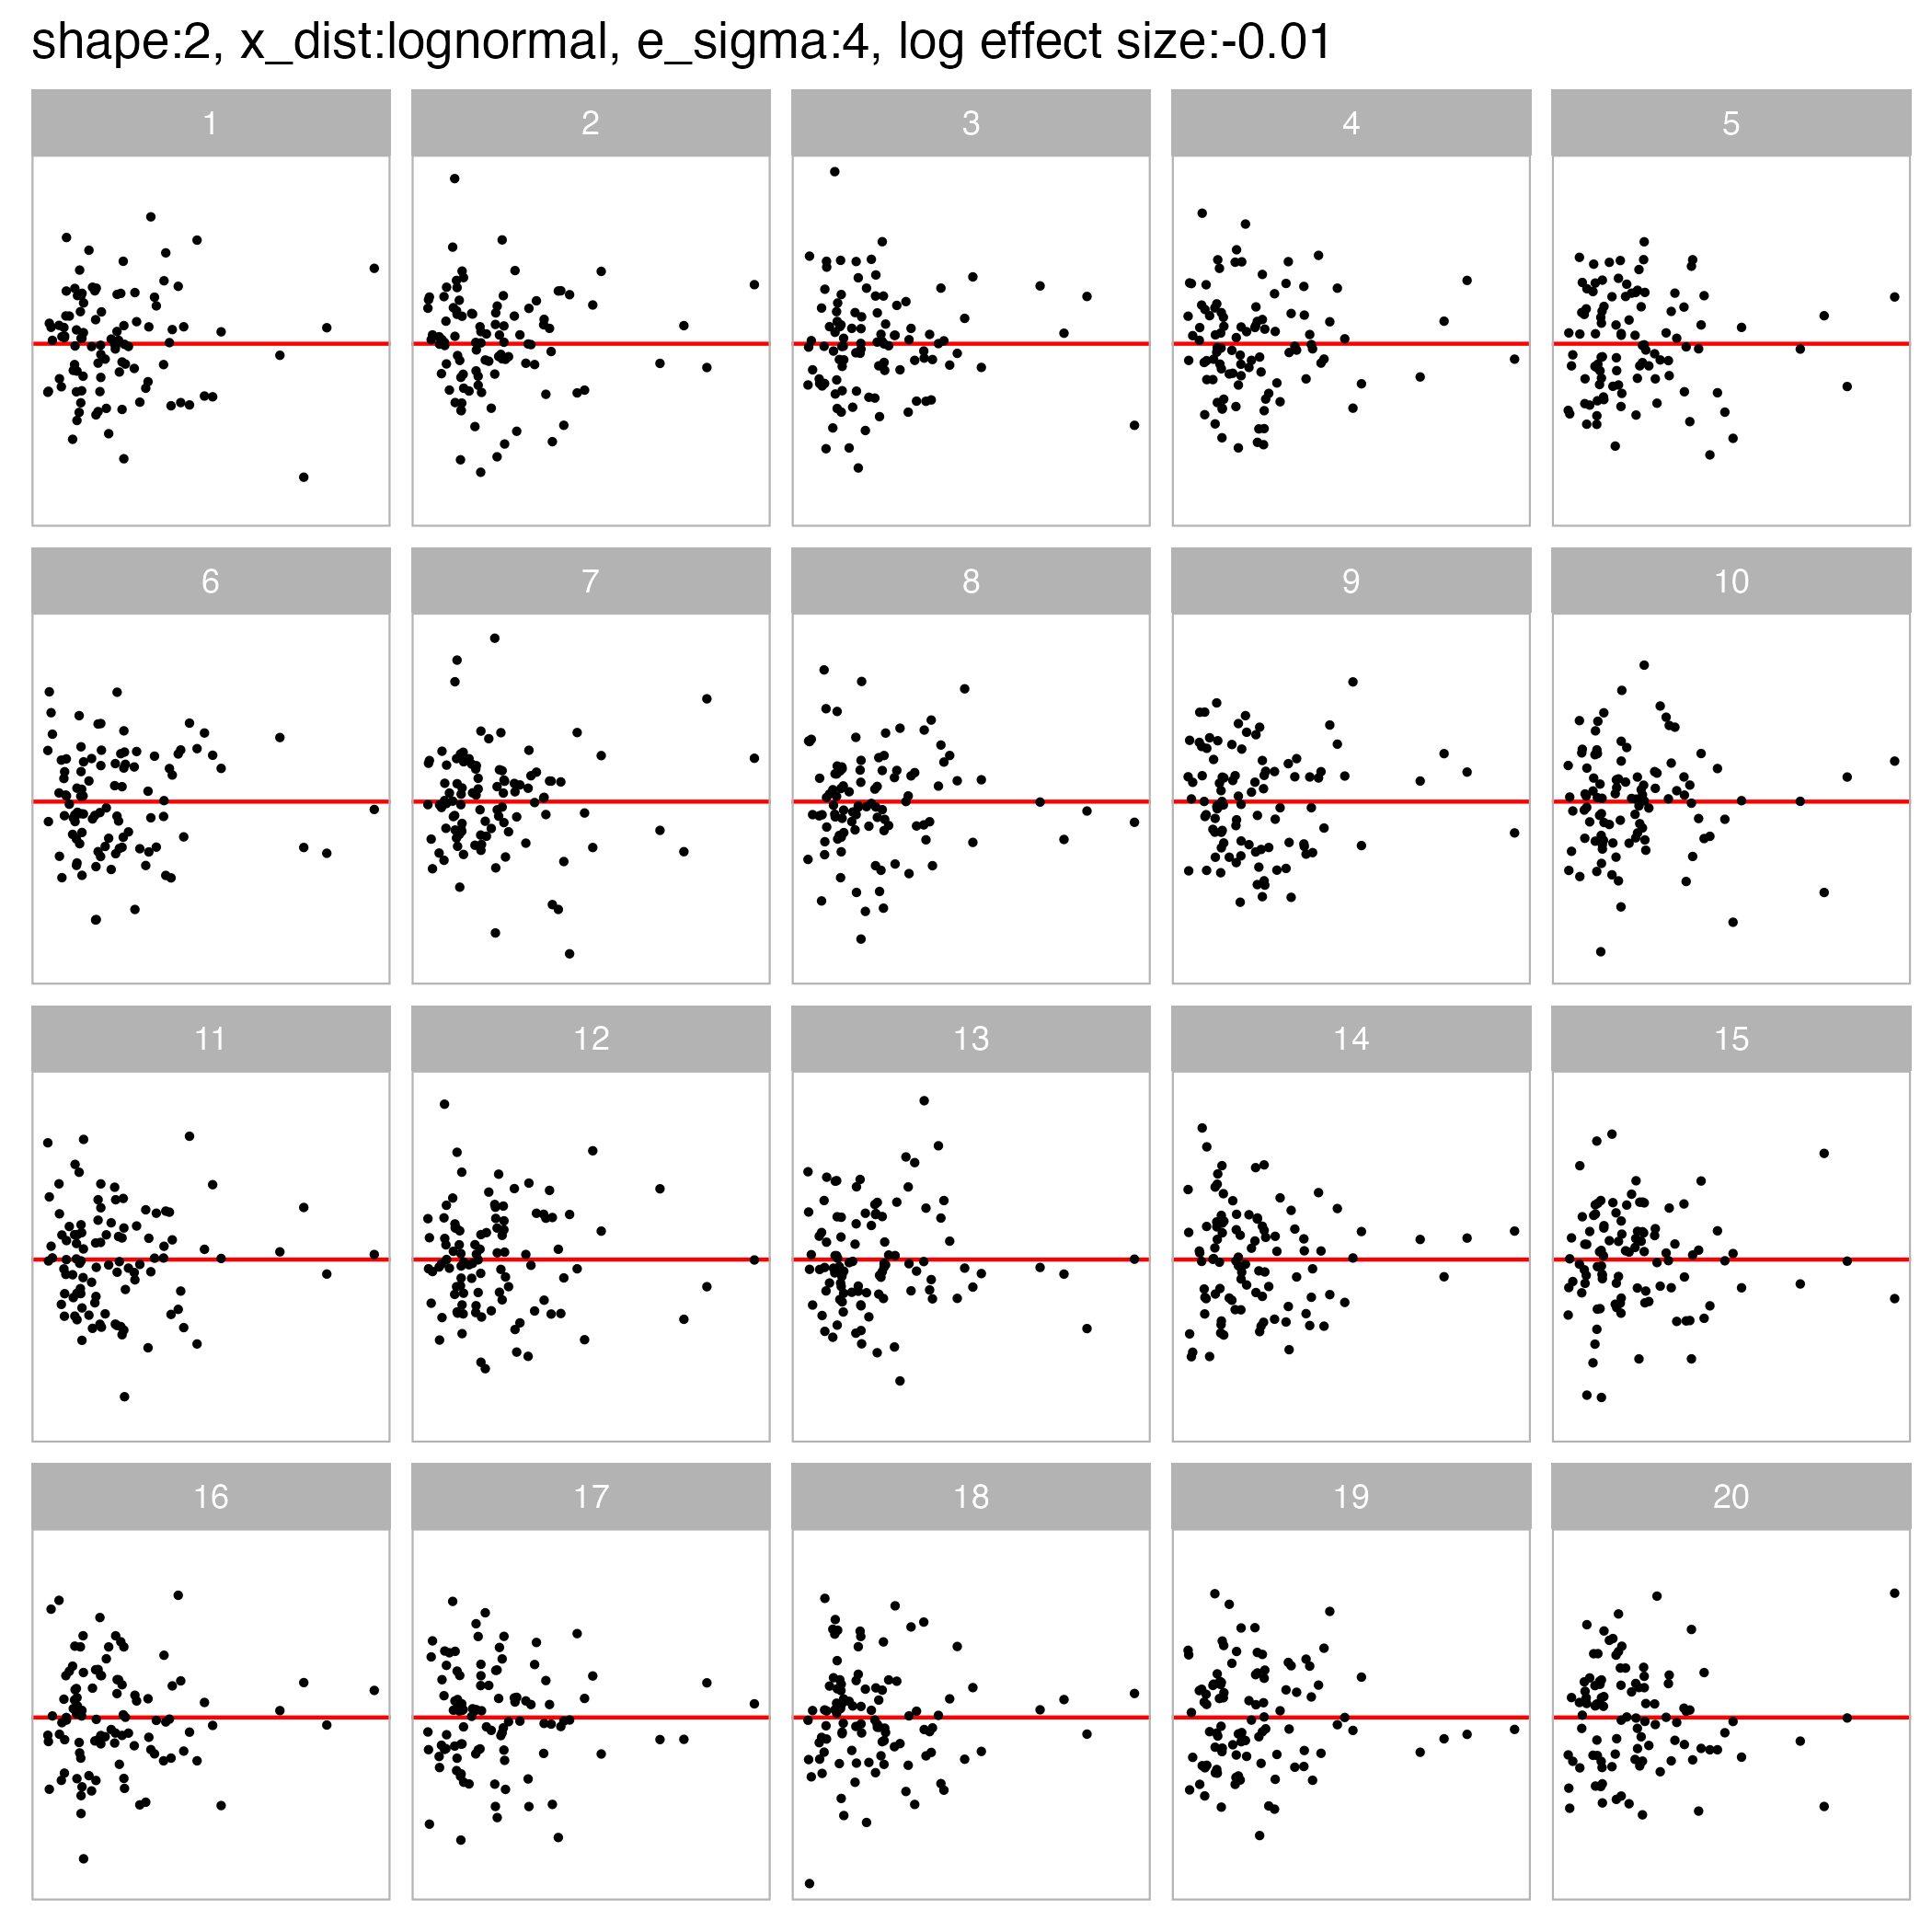 shape:2, x_dist:lognormal, e_sigma:4, log effect size:-0.01
1 2 3 4 5
6 7 8 9 10
11 12 13 14 15
16 17 18 19 20